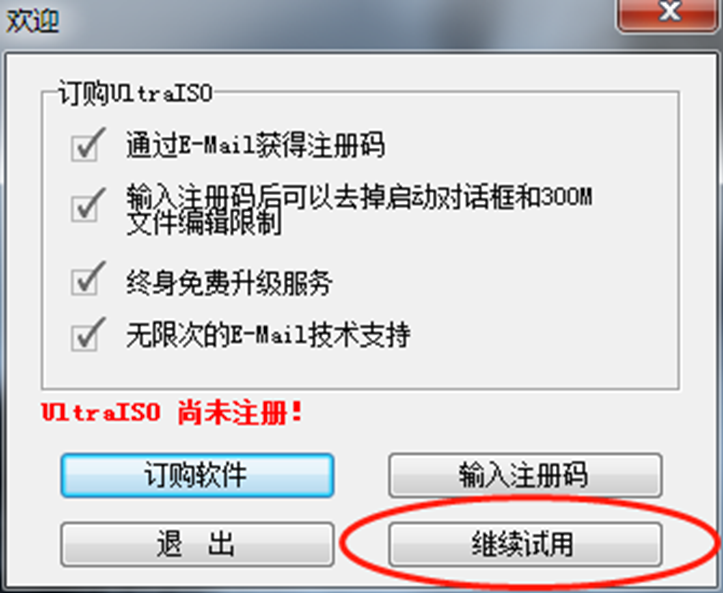 欢迎
订购UltraISO
通过E-Mail获得注册码
输入注册码后可以去掉启动对话框和300M
文件编辑限制
终身免费升级服务
无限次的E-Mail技术支持
UltraISO 尚未注册!
订购软件
输入注册码
退 出
继续试用